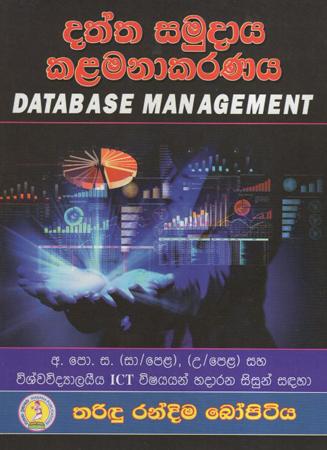 දත්ත සමුදාය
කළමනාකරණය
DATABASE MANAGEMENT
අ. පො. ස. (සා/පෙළ), (උ/පෙළ) සහ
විශ්වවිද්‍යාලයීය ICT විෂයයන් හදාරන සිසුන් සඳහා
තරිඳු රන්දිම බෝපිටිය